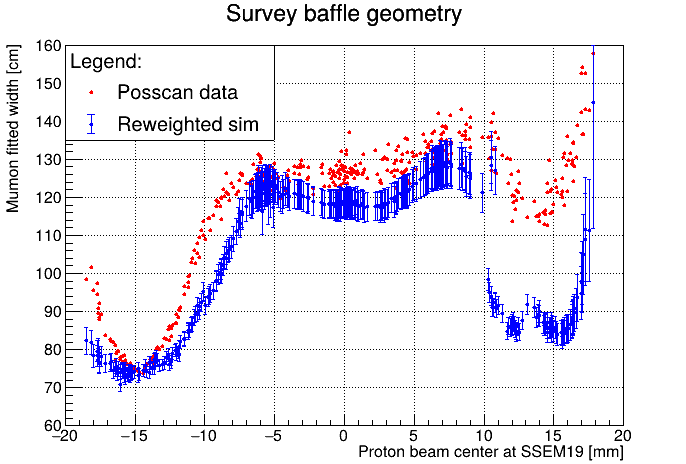 Survey baffle geometry
Mumon fitted width [cm]
160
150
140
130
120
110
100
90
80
70
60
Legend:
Posscan data
Reweighted sim
−20 −15 −10 −5 0 5 10 15 20
Proton beam center at SSEM19 [mm]